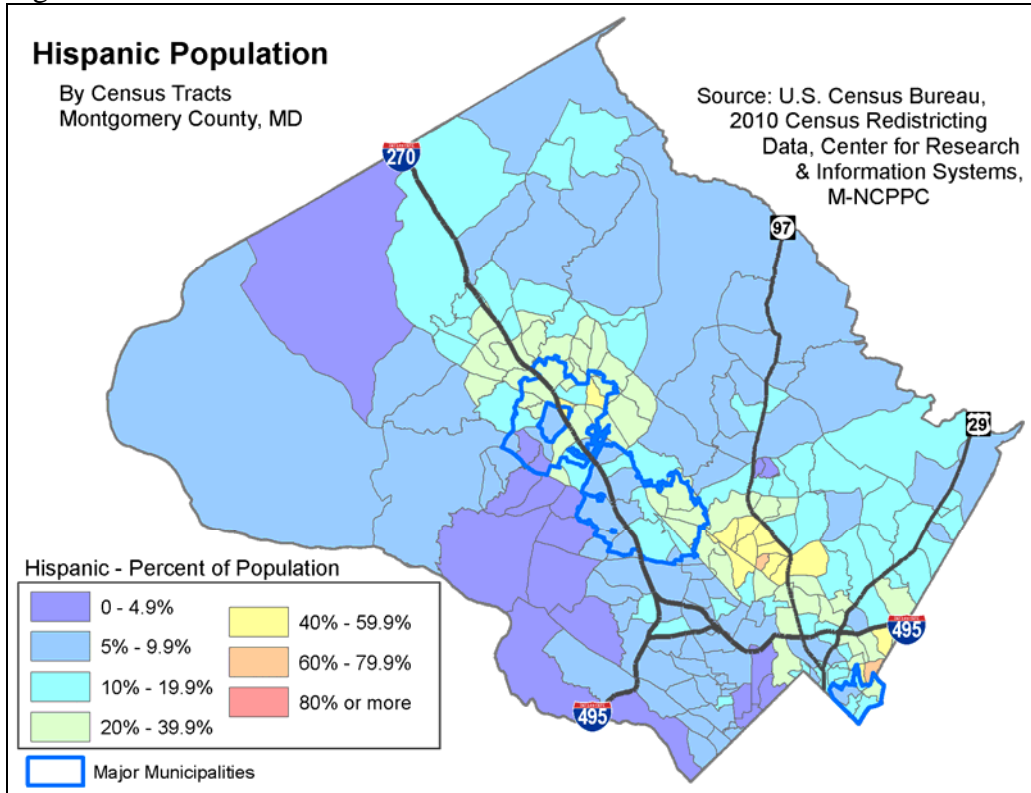 Hispanic Population
By Census Tracts
Montgomery County, MD
Source: U.S. Census Bureau,
2010 Census Redistricting
Data, Center for Research
& Information Systems,
M-NCPPC
270
97
29
495
495
Hispanic - Percent of Population
0 - 4.9%
5% - 9.9%
10% - 19.9%
20% - 39.9%
40% - 59.9%
60% - 79.9%
80% or more
Major Municipalities